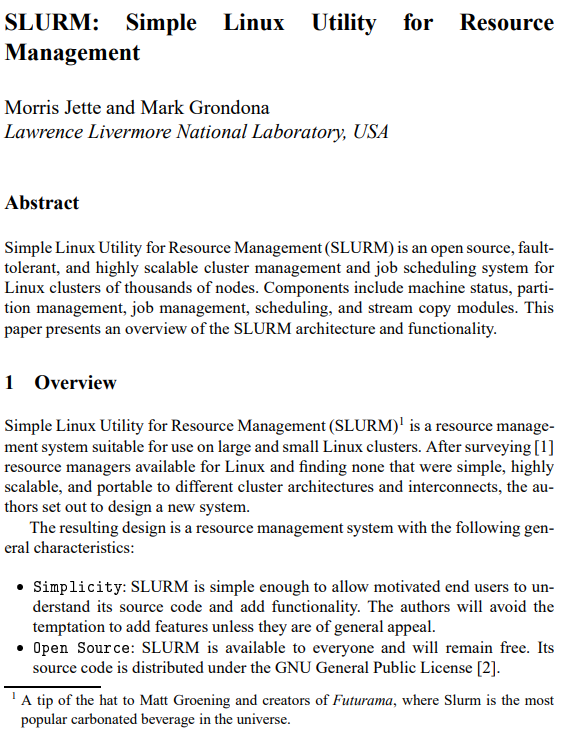 SLURM: Simple Linux Utility for Resource
Management
Morris Jette and Mark Grondona
Lawrence Livermore National Laboratory, USA
Abstract
Simple Linux Utility for Resource Management (SLURM) is an open source, fault-
tolerant, and highly scalable cluster management and job scheduling system for
Linux clusters of thousands of nodes. Components include machine status, parti-
tion management, job management, scheduling, and stream copy modules. This
paper presents an overview of the SLURM architecture and functionality.
1 Overview
Simple Linux Utility for Resource Management (SLURM)1 is a resource manage-
ment system suitable for use on large and small Linux clusters. After surveying [1]
resource managers available for Linux and finding none that were simple, highly
scalable, and portable to different cluster architectures and interconnects, the au-
thors set out to design a new system.
The resulting design is a resource management system with the following gen-
eral characteristics:
• Simplicity: SLURM is simple enough to allow motivated end users to un-
derstand its source code and add functionality. The authors will avoid the
temptation to add features unless they are of general appeal.
• Open Source: SLURM is available to everyone and will remain free. Its
source code is distributed under the GNU General Public License [2].
1 A tip of the hat to Matt Groening and creators of Futurama, where Slurm is the most
popular carbonated beverage in the universe.